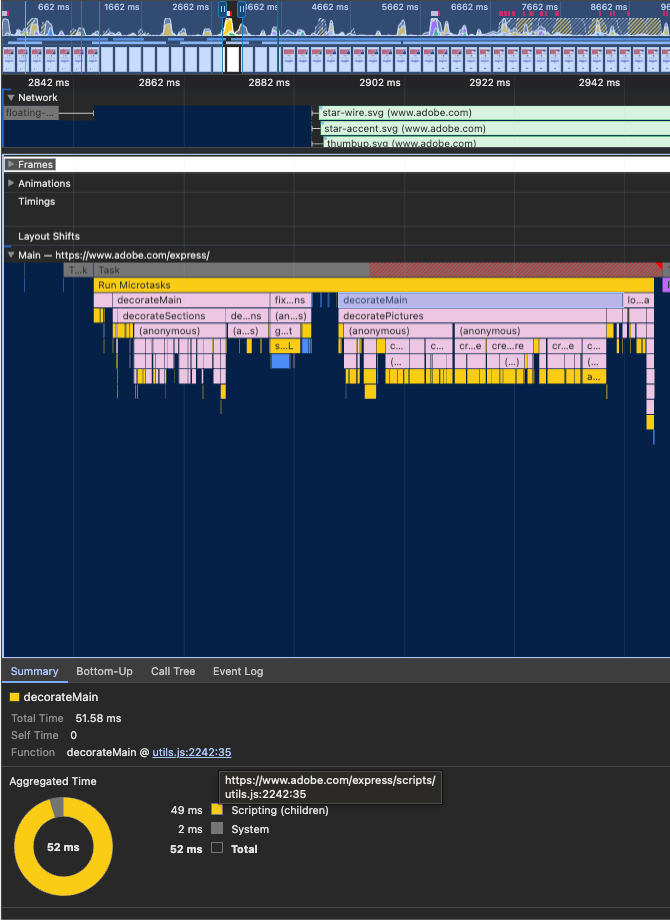 662 ms 1662 ms 2662 ms 3662 ms 4662 ms 5662 ms 6662 ms 7662 ms 8662 ms
2842 ms 2862 ms 2882 ms 2902 ms 2922 ms 2942 ms
Network
floating-...
star-wire.svg (www.adobe.com)
star-accent.svg (www.adobe.com)
thumbup.svg (www.adobe.com)
Frames
Animations
Timings
Layout Shifts
Main — https://www.adobe.com/express/
T...k Task
Run Microtasks
decorateMain fix...ns decorateMain lo...a
decorateSections de...ns (an...s) decoratePictures
(anonymous) (a...s) g...t (anonymous) (anonymous)
s...L c... c... cr...e cre...re cr...e c...
(... (...) (...
a...
Summary Bottom-Up Call Tree Event Log
decorateMain
Total Time 51.58 ms
Self Time 0
Function decorateMain @ utils.js:2242:35
Aggregated Time
https://www.adobe.com/express/scripts/
utils.js:2242:35
49 ms Scripting (children)
2 ms System
52 ms Total
52 ms